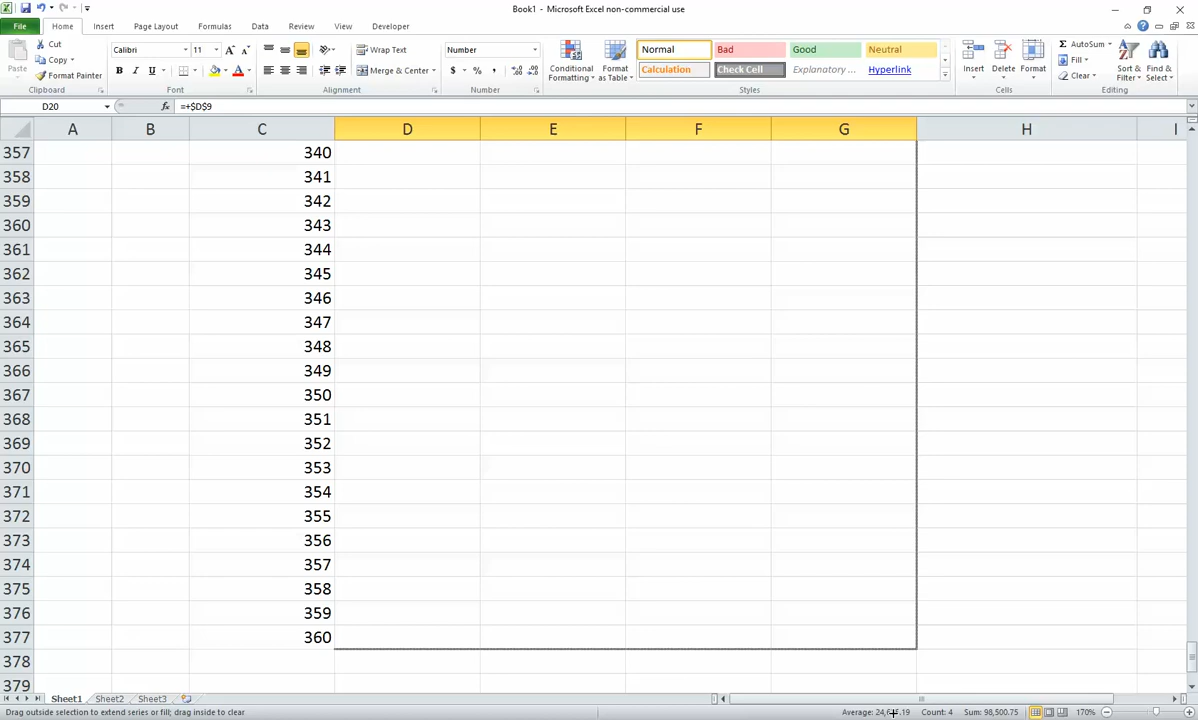 Book1 - Microsoft Excel non-commercial use
File Home Insert Page Layout Formulas Data Review View Developer
Paste
Cut
Copy
Format Painter
Clipboard
Calibri 11
B I U A
Font
Wrap Text
Merge & Center
Alignment
Number
$ % ,
Number
Conditional Formatting
Format as Table
Normal Bad Good Neutral
Calculation Check Cell Explanatory ... Hyperlink
Styles
Insert Delete Format
Cells
Σ AutoSum
Fill
Clear
Sort & Filter
Find & Select
Editing
D20 fx =+$D$9
A B C D E F G H I
357 340
358 341
359 342
360 343
361 344
362 345
363 346
364 347
365 348
366 349
367 350
368 351
369 352
370 353
371 354
372 355
373 356
374 357
375 358
376 359
377 360
378
379
Sheet1 Sheet2 Sheet3
Drag outside selection to extend series or fill; drag inside to clear
Average: Count: 4 Sum: 98,500.75 170%